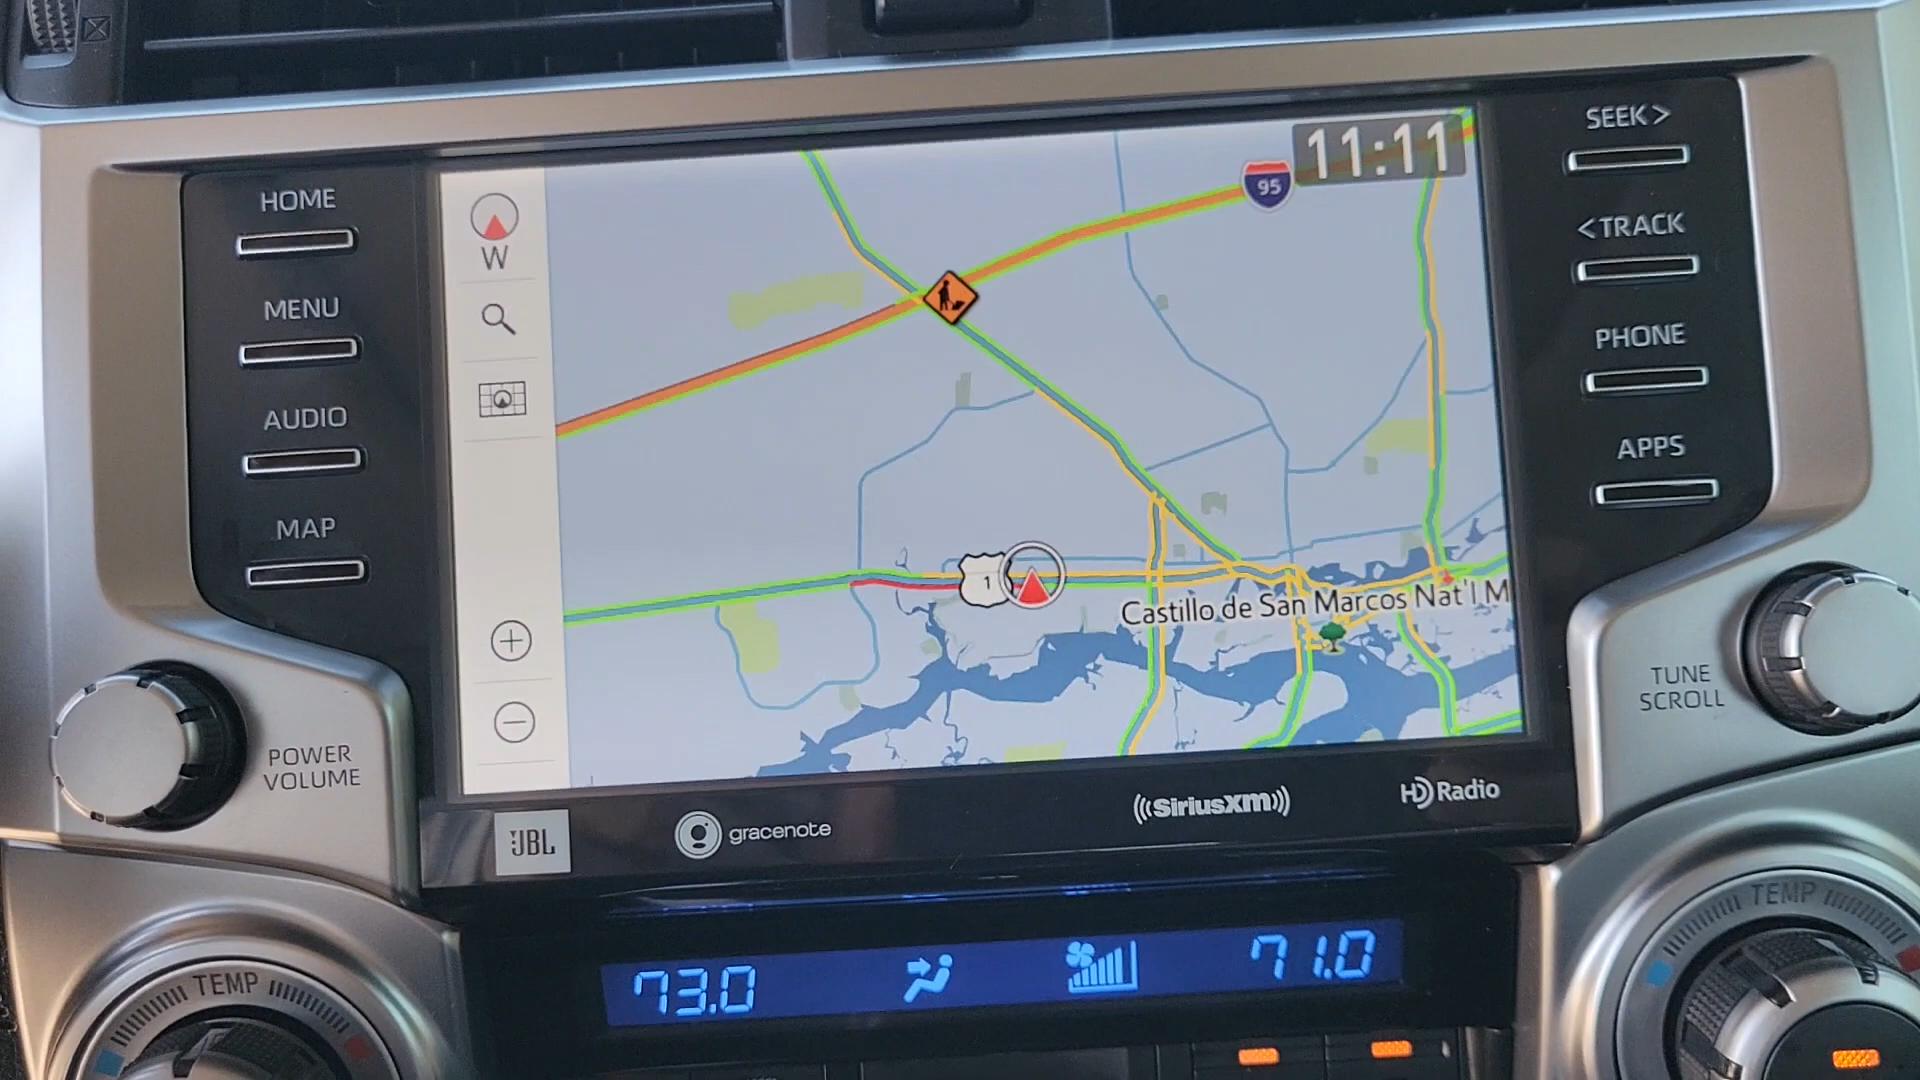 HOME
MENU
AUDIO
MAP
POWER
VOLUME
W
11:11
95
1
Castillo de San Marcos Nat'l M
SEEK >
< TRACK
PHONE
APPS
TUNE
SCROLL
JBL
gracenote
((SiriusXM))
HD Radio
TEMP
73.0
71.0
TEMP